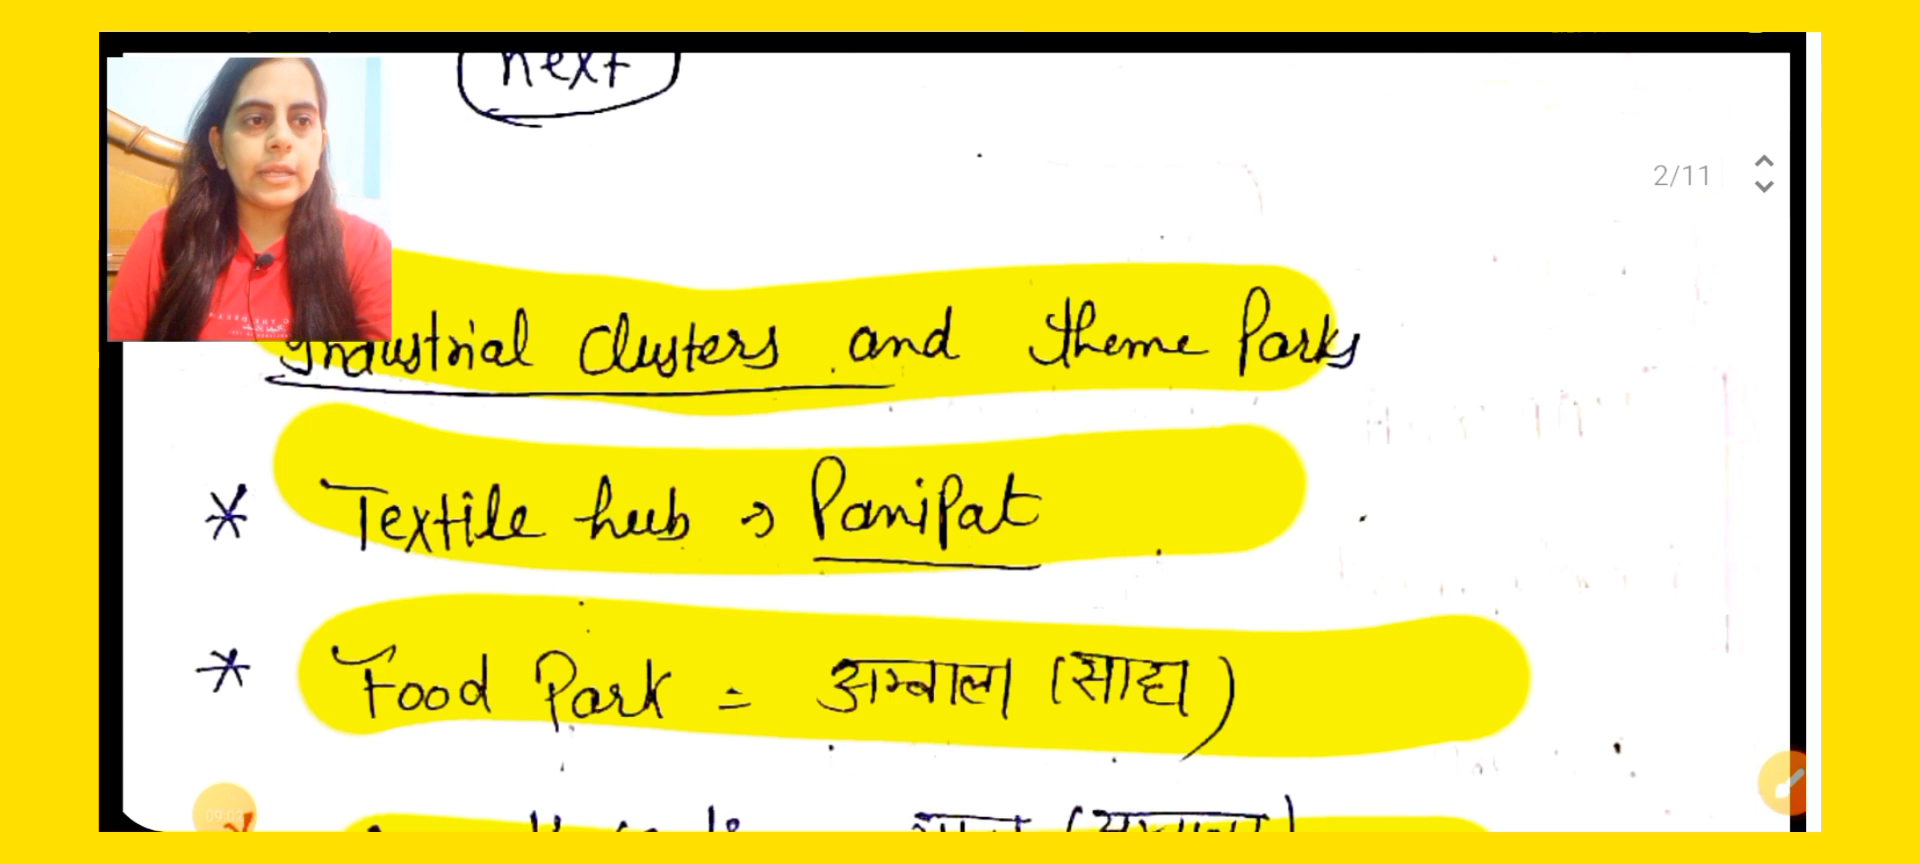 next
2/11
Industrial Clusters and theme Parks
* Textile hub → Panipat
* Food Park = अम्बाला (साहा)